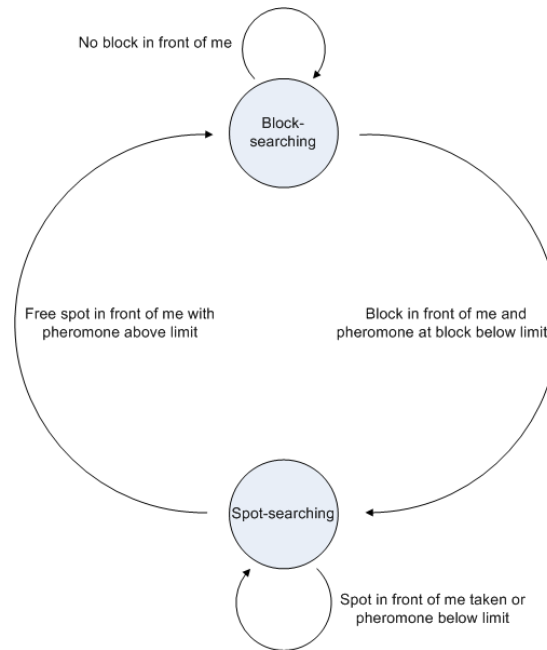 No block in front of me
Block-
searching
Free spot in front of me with
pheromone above limit
Block in front of me and
pheromone at block below limit
Spot-searching
Spot in front of me taken or
pheromone below limit